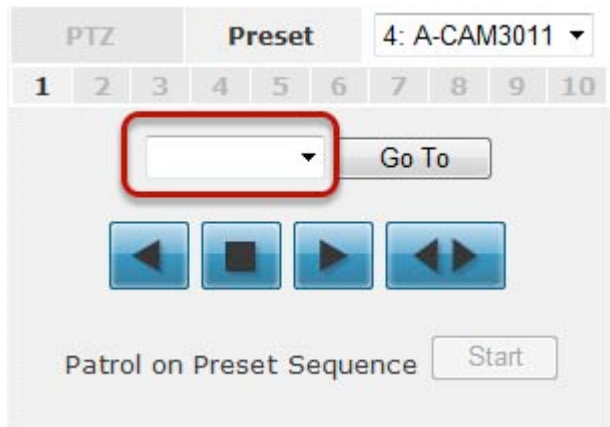 PTZ Preset 4: A-CAM3011
1 2 3 4 5 6 7 8 9 10
Go To
Patrol on Preset Sequence Start